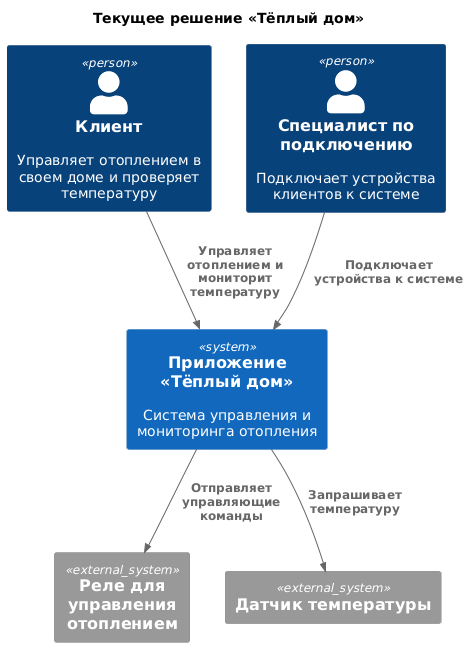 Текущее решение «Тёплый дом»
«person»
Клиент
Управляет отоплением в
своем доме и проверяет
температуру
«person»
Специалист по
подключению
Подключает устройства
клиентов к системе
Управляет
отоплением и
мониторит
температуру
Подключает
устройства к системе
«system»
Приложение
«Тёплый дом»
Система управления и
мониторинга отопления
Отправляет
управляющие
команды
Запрашивает
температуру
«external_system»
Реле для
управления
отоплением
«external_system»
Датчик температуры